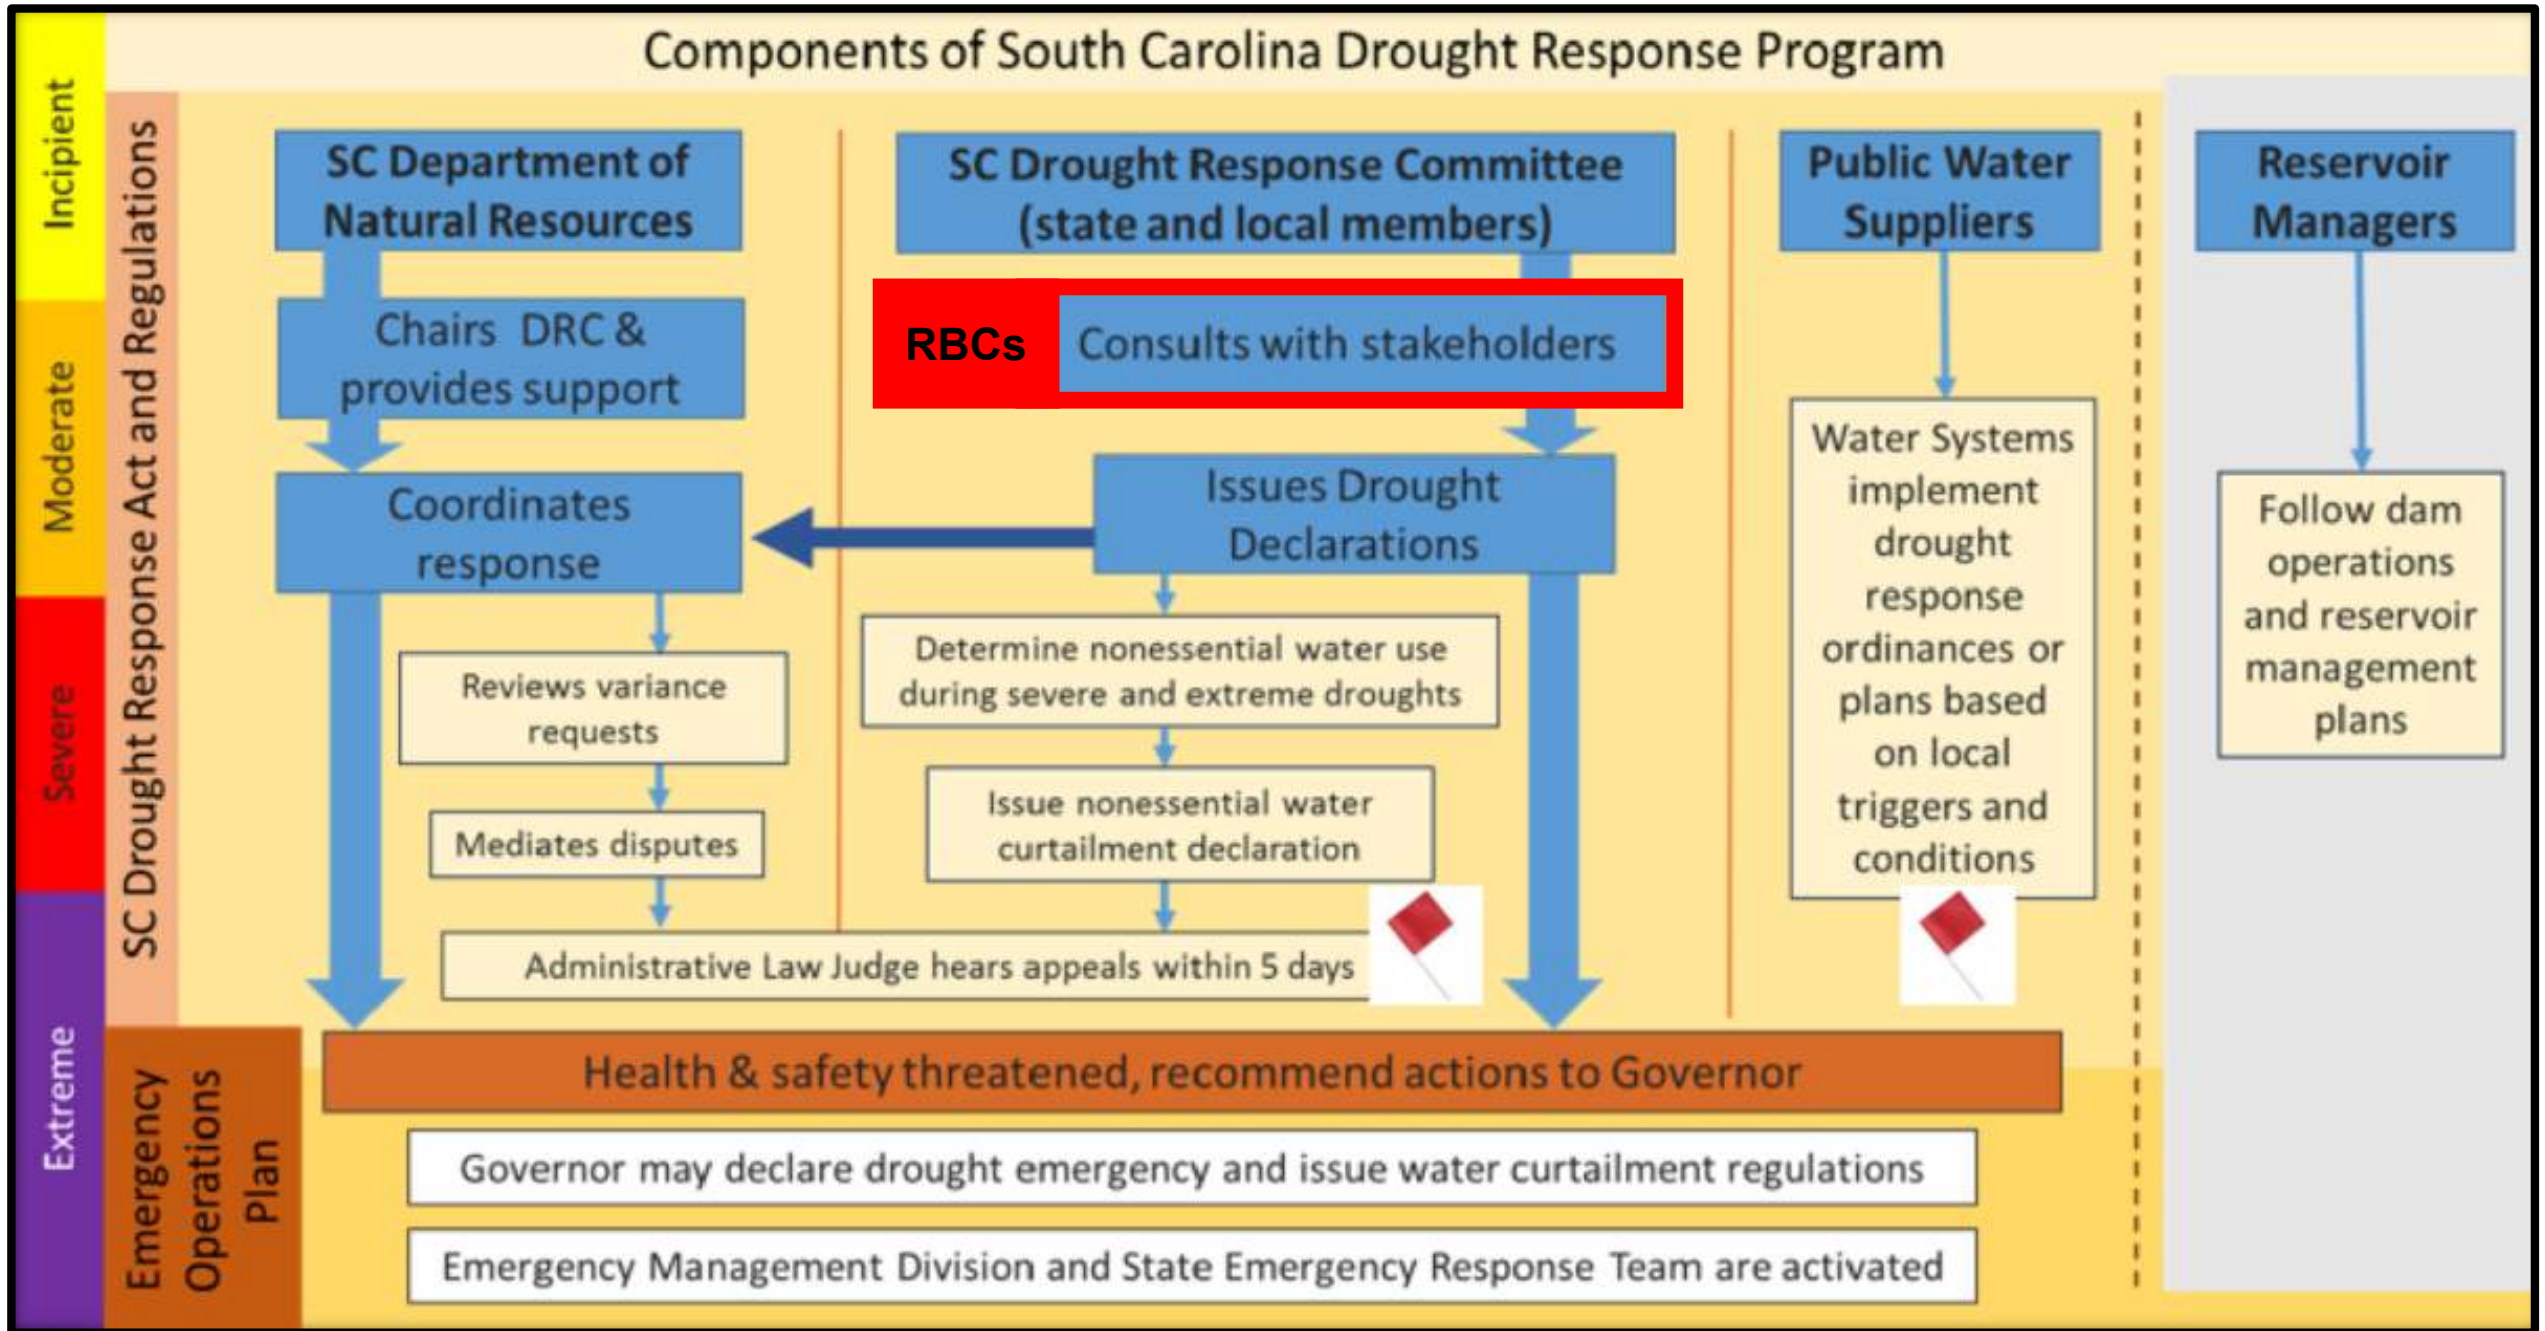 Components of South Carolina Drought Response Program
Incipient
Moderate
Severe
Extreme
SC Drought Response Act and Regulations
Emergency
Operations
Plan
SC Department of
Natural Resources
Chairs DRC &
provides support
Coordinates
response
Reviews variance
requests
Mediates disputes
SC Drought Response Committee
(state and local members)
RBCs
Consults with stakeholders
Issues Drought
Declarations
Determine nonessential water use
during severe and extreme droughts
Issue nonessential water
curtailment declaration
Administrative Law Judge hears appeals within 5 days
Public Water
Suppliers
Water Systems
implement
drought
response
ordinances or
plans based
on local
triggers and
conditions
Reservoir
Managers
Follow dam
operations
and reservoir
management
plans
Health & safety threatened, recommend actions to Governor
Governor may declare drought emergency and issue water curtailment regulations
Emergency Management Division and State Emergency Response Team are activated